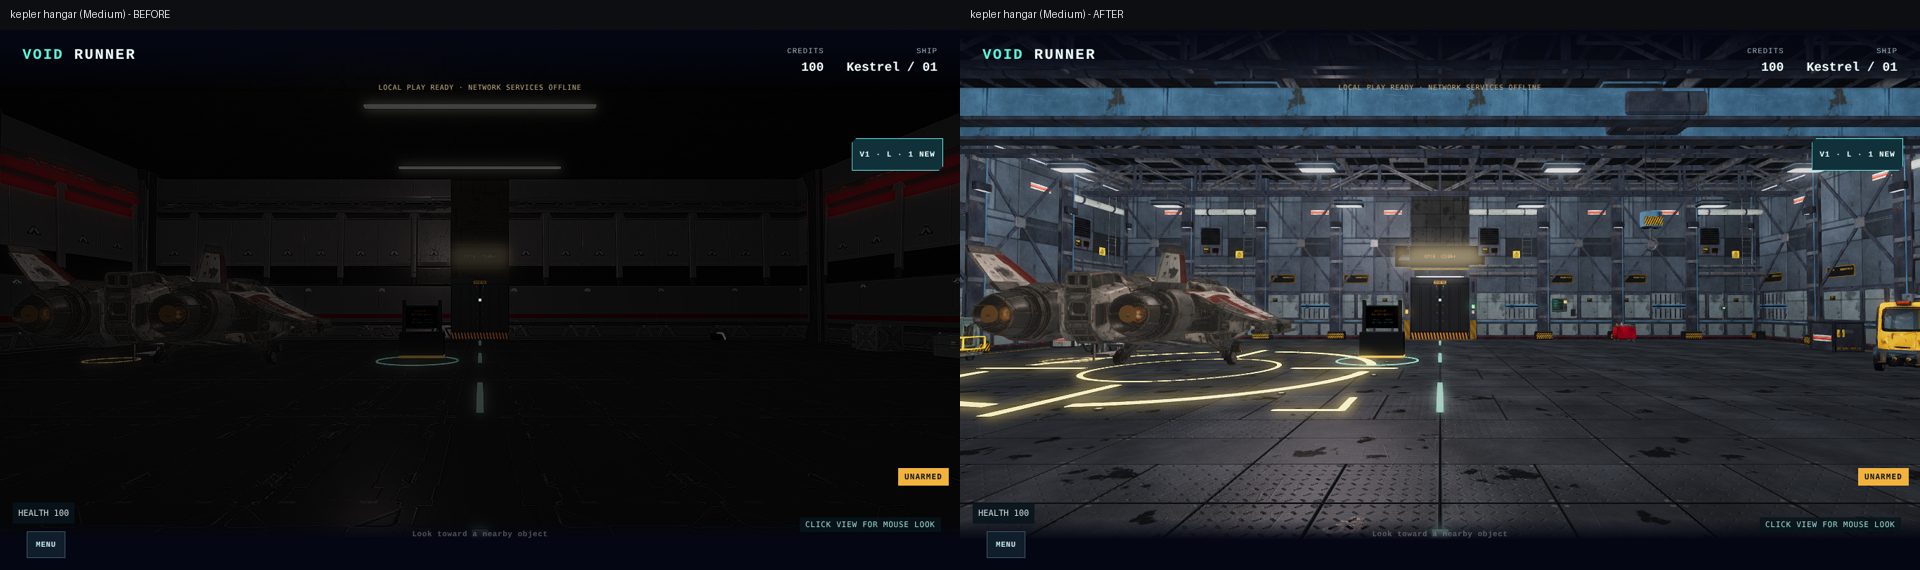 kepler hangar (Medium) - BEFORE
VOID RUNNER
CREDITS
100
SHIP
Kestrel / 01
LOCAL PLAY READY · NETWORK SERVICES OFFLINE
V1 · L · 1 NEW
UNARMED
HEALTH 100
CLICK VIEW FOR MOUSE LOOK
Look toward a nearby object
MENU
kepler hangar (Medium) - AFTER
VOID RUNNER
CREDITS
100
SHIP
Kestrel / 01
LOCAL PLAY READY · NETWORK SERVICES OFFLINE
V1 · L · 1 NEW
UNARMED
HEALTH 100
CLICK VIEW FOR MOUSE LOOK
Look toward a nearby object
MENU